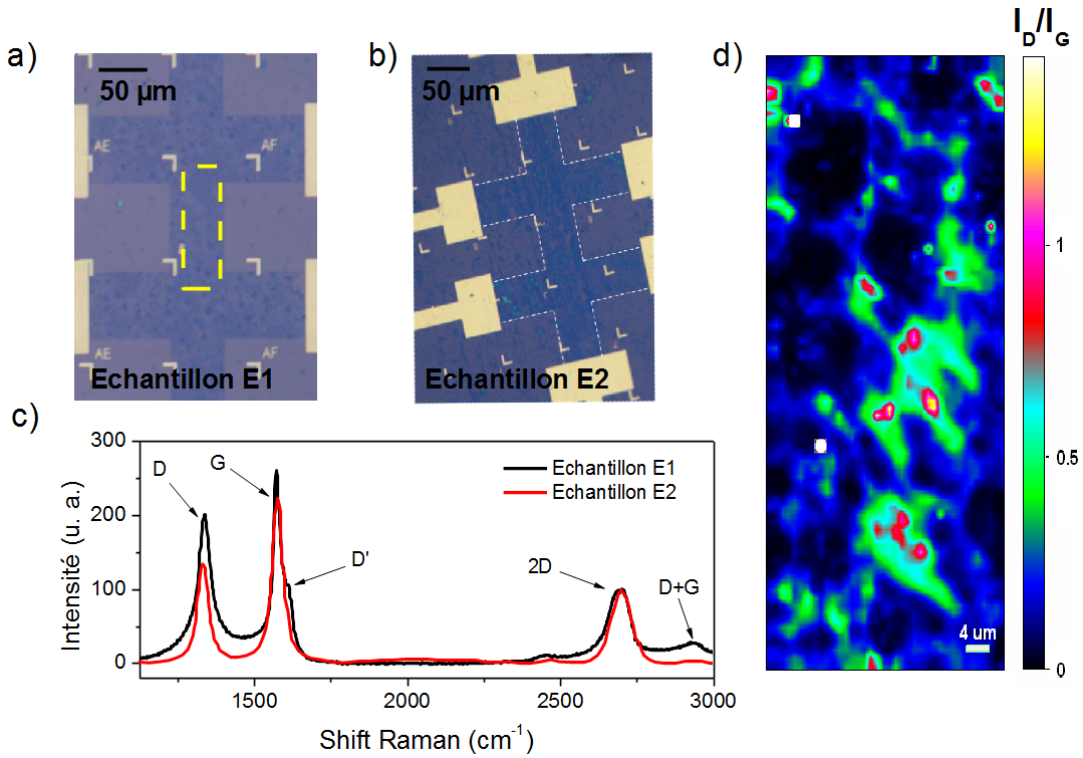 a)
50 µm
AE
AF
AE
AF
Echantillon E1
b)
50 µm
Echantillon E2
c)
Intensité (u. a.)
300
200
100
0
D
G
D'
2D
D+G
Echantillon E1
Echantillon E2
1500
2000
2500
3000
Shift Raman (cm⁻¹)
d)
I_D/I_G
1
0.5
0
4 um